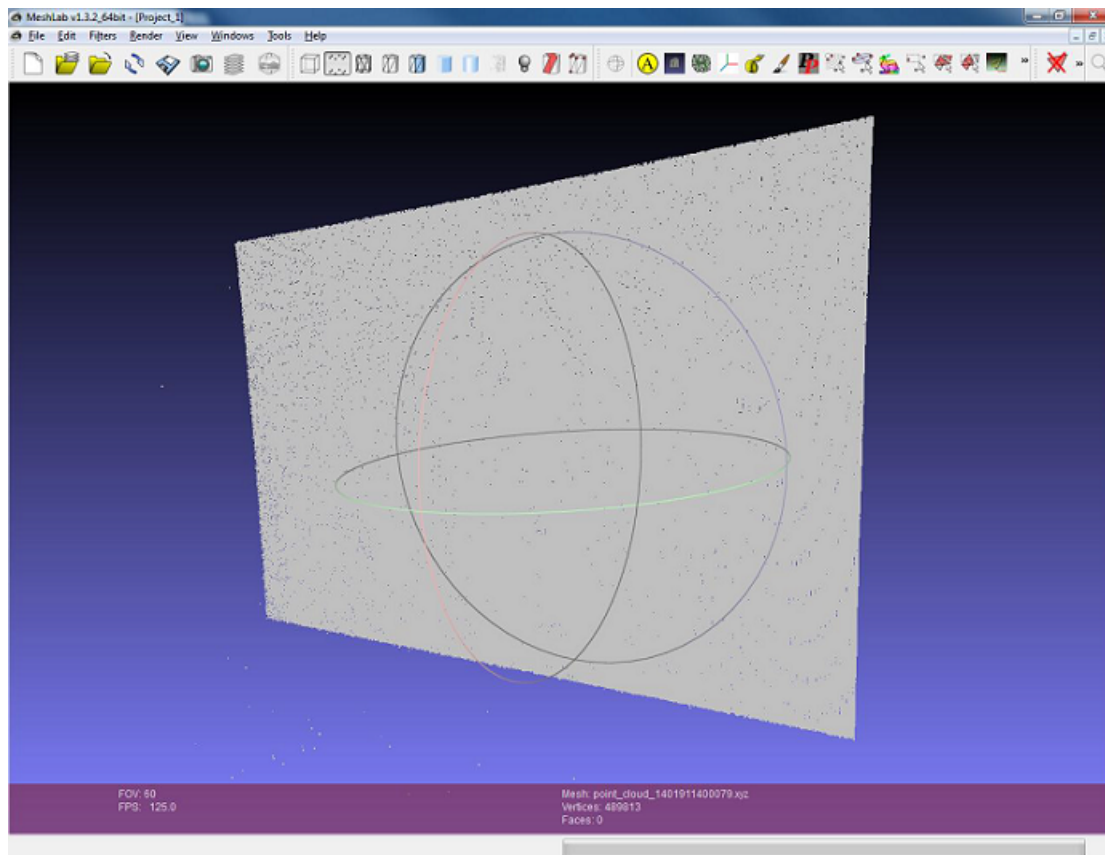 MeshLab v1.3.2_64bit - [Project_1]
File Edit Filters Render View Windows Tools Help
A
FOV: 60
FPS: 125.0
Mesh: point_cloud_1401911400079.xyz
Vertices: 489813
Faces: 0